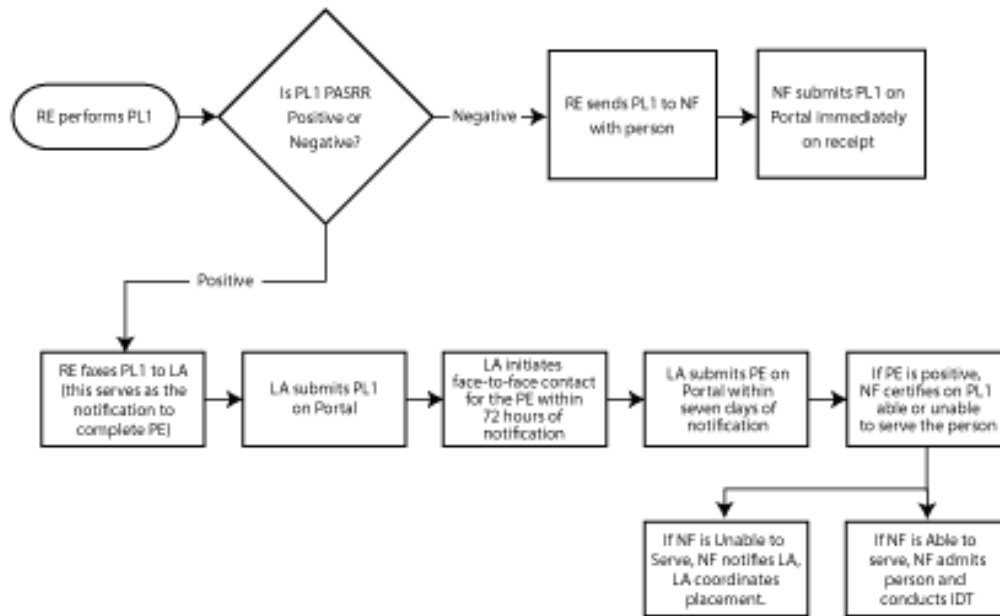 RE performs PL1
Is PL1 PASRR
Positive or
Negative?
Negative
RE sends PL1 to NF
with person
NF submits PL1 on
Portal immediately
on receipt
Positive
RE faxes PL1 to LA
(this serves as the
notification to
complete PE)
LA submits PL1
on Portal
LA initiates
face-to-face contact
for the PE within
72 hours of
notification
LA submits PE on
Portal within
seven days of
notification
If PE is positive,
NF certifies on PL1
able or unable
to serve the person
If NF is Unable to
Serve, NF notifies LA,
LA coordinates
placement.
If NF is Able to
serve, NF admits
person and
conducts IDT